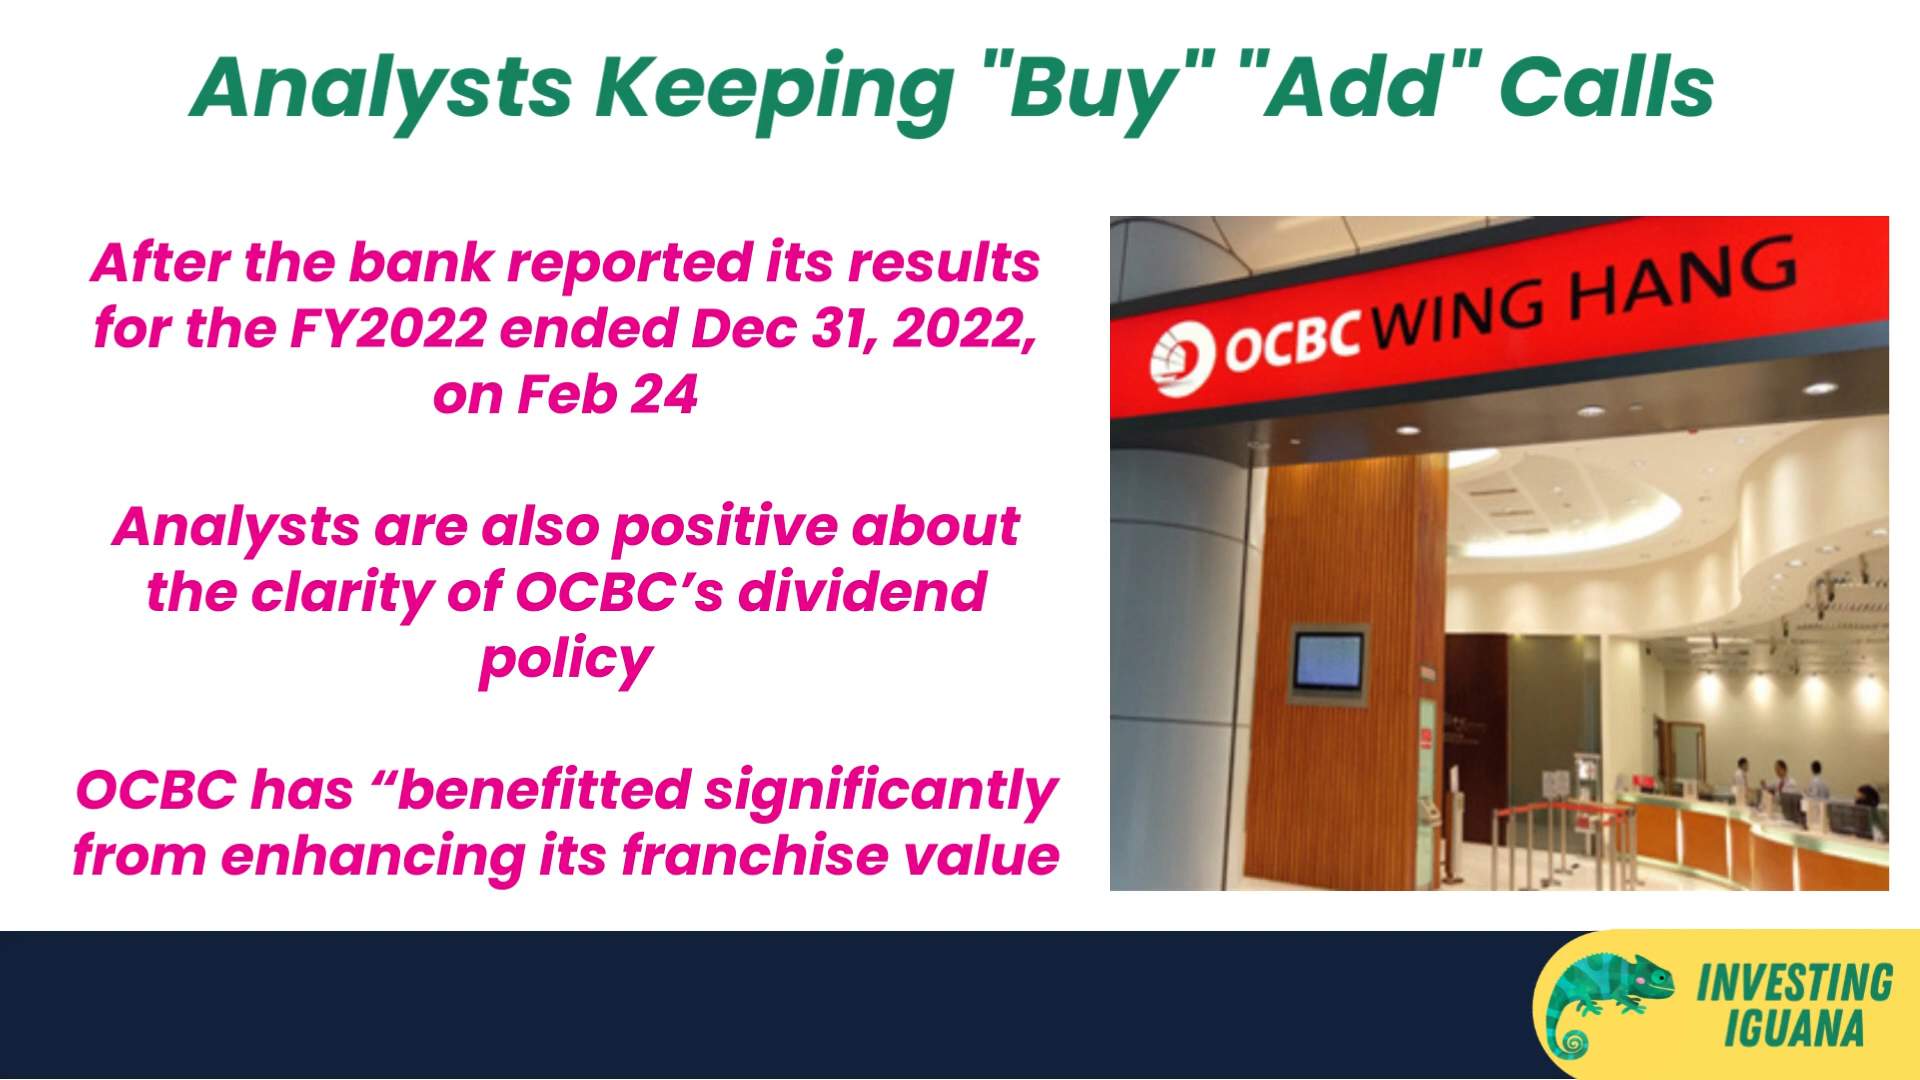 Analysts Keeping "Buy" "Add" Calls
After the bank reported its results
for the FY2022 ended Dec 31, 2022,
on Feb 24
Analysts are also positive about
the clarity of OCBC’s dividend
policy
OCBC has “benefitted significantly
from enhancing its franchise value
OCBC WING HANG
INVESTING
IGUANA